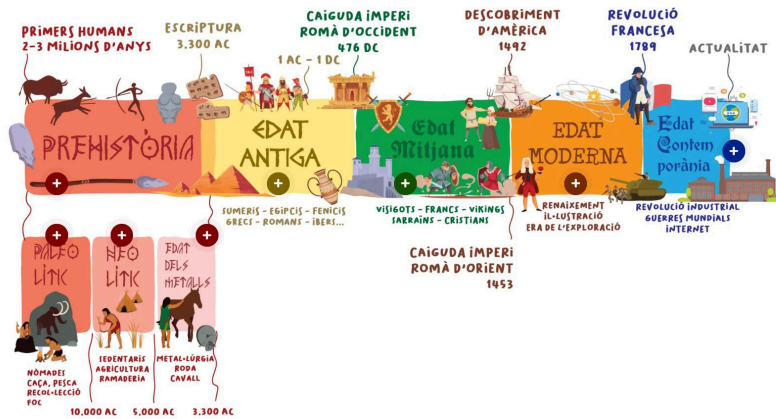 PRIMERS HUMANS
2-3 MILIONS D'ANYS
ESCRIPTURA
3.300 AC
1 AC - 1 DC
CAIGUDA IMPERI
ROMÀ D'OCCIDENT
476 DC
DESCOBRIMENT
D'AMÈRICA
1492
REVOLUCIÓ
FRANCESA
1789
ACTUALITAT
PREHISTÒRIA
EDAT
ANTIGA
Edat
Mitjana
EDAT
MODERNA
Edat
Contem
porània
SUMERIS - EGIPCIS - FENICIS
GRECS - ROMANS - IBERS...
VISIGOTS - FRANCS - VIKINGS
SARRAINS - CRISTIANS
RENAIXEMENT
IL·LUSTRACIÓ
ERA DE L'EXPLORACIÓ
REVOLUCIÓ INDUSTRIAL
GUERRES MUNDIALS
INTERNET
CAIGUDA IMPERI
ROMÀ D'ORIENT
1453
PALEO
LÍTIC
NEO
LÍTIC
EDAT
DELS
METALLS
NÒMADES
CAÇA, PESCA
RECOL·LECCIÓ
FOC
SEDENTARIS
AGRICULTURA
RAMADERIA
METAL·LÚRGIA
RODA
CAVALL
10.000 AC
5.000 AC
3.300 AC